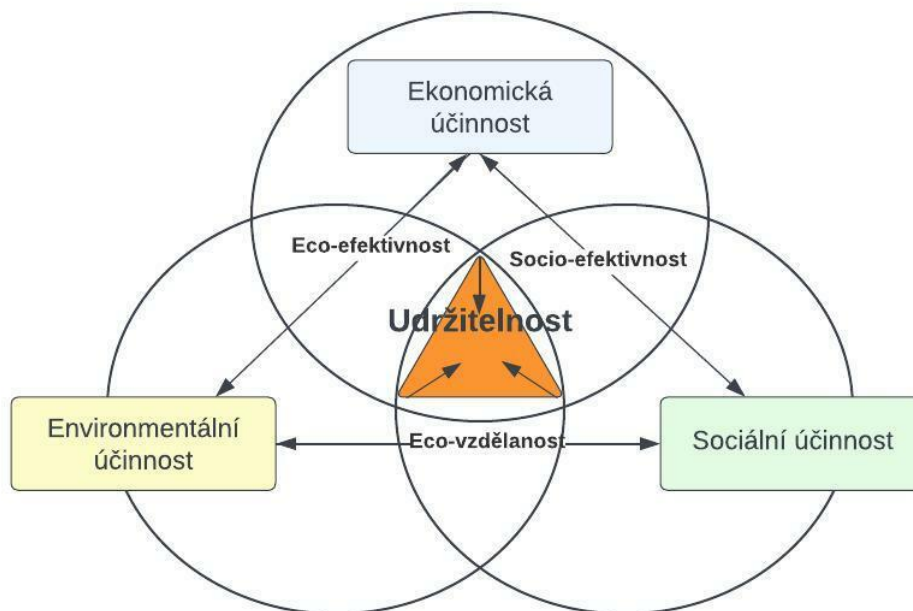 Ekonomická
účinnost
Eco-efektivnost
Socio-efektivnost
Udržitelnost
Environmentální
účinnost
Eco-vzdělanost
Sociální účinnost